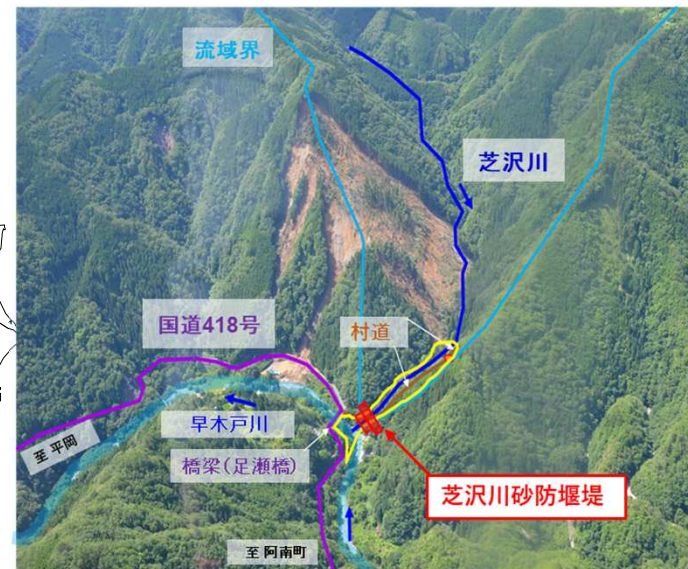 流域界
芝沢川
国道418号
村道
早木戸川
至 平岡
橋梁(足瀬橋)
芝沢川砂防堰堤
至 阿南町